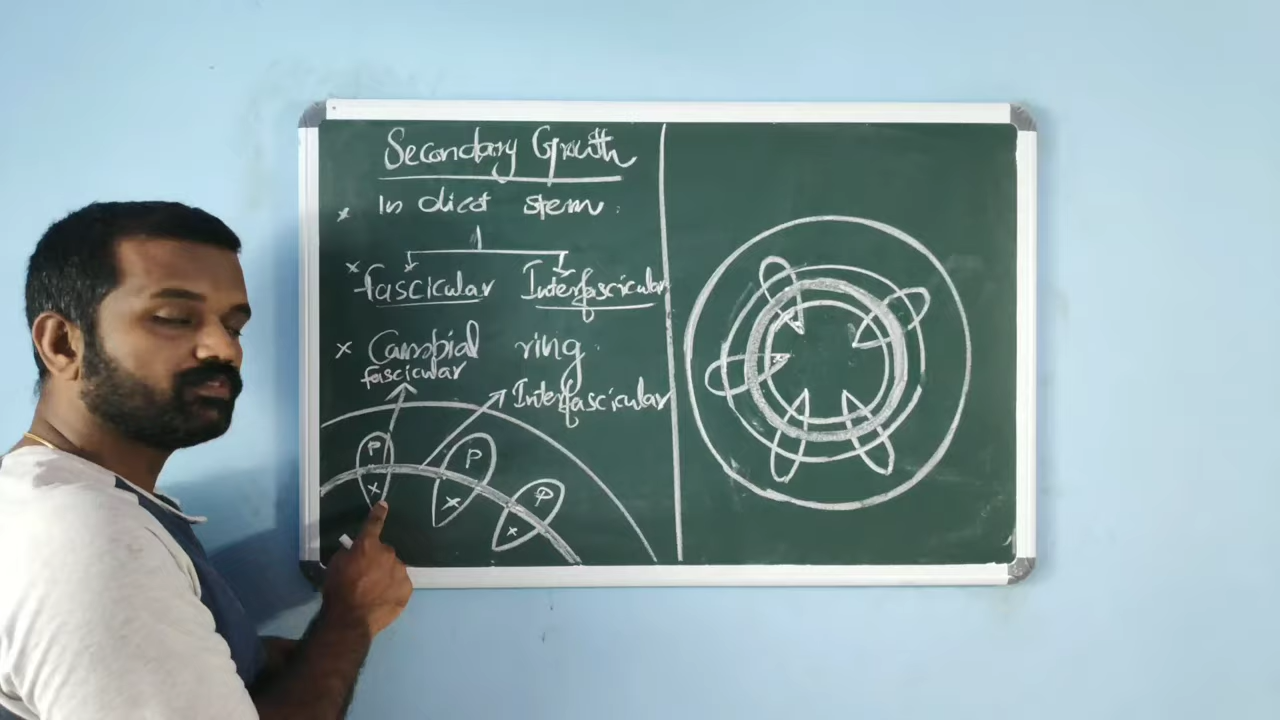 Secondary Growth
x In dicot stem.
x fascicular Interfascicular
x Cambial ring.
fascicular
Interfascicular
P
x
P
x
P
x